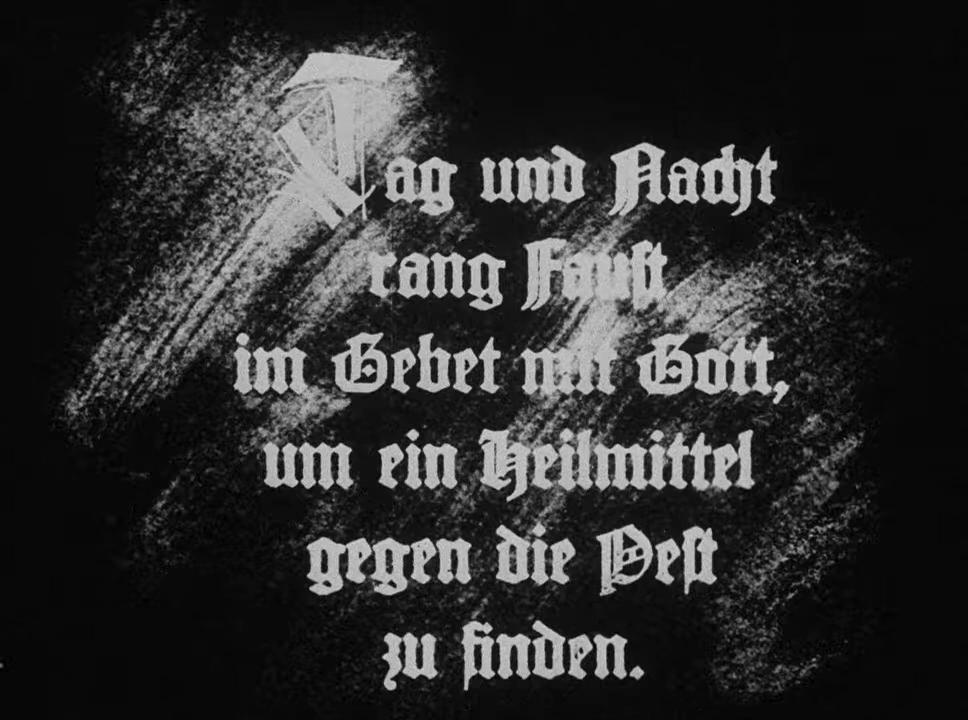 Tag und Nacht
rang Faust
im Gebet mit Gott,
um ein Heilmittel
gegen die Pest
zu finden.